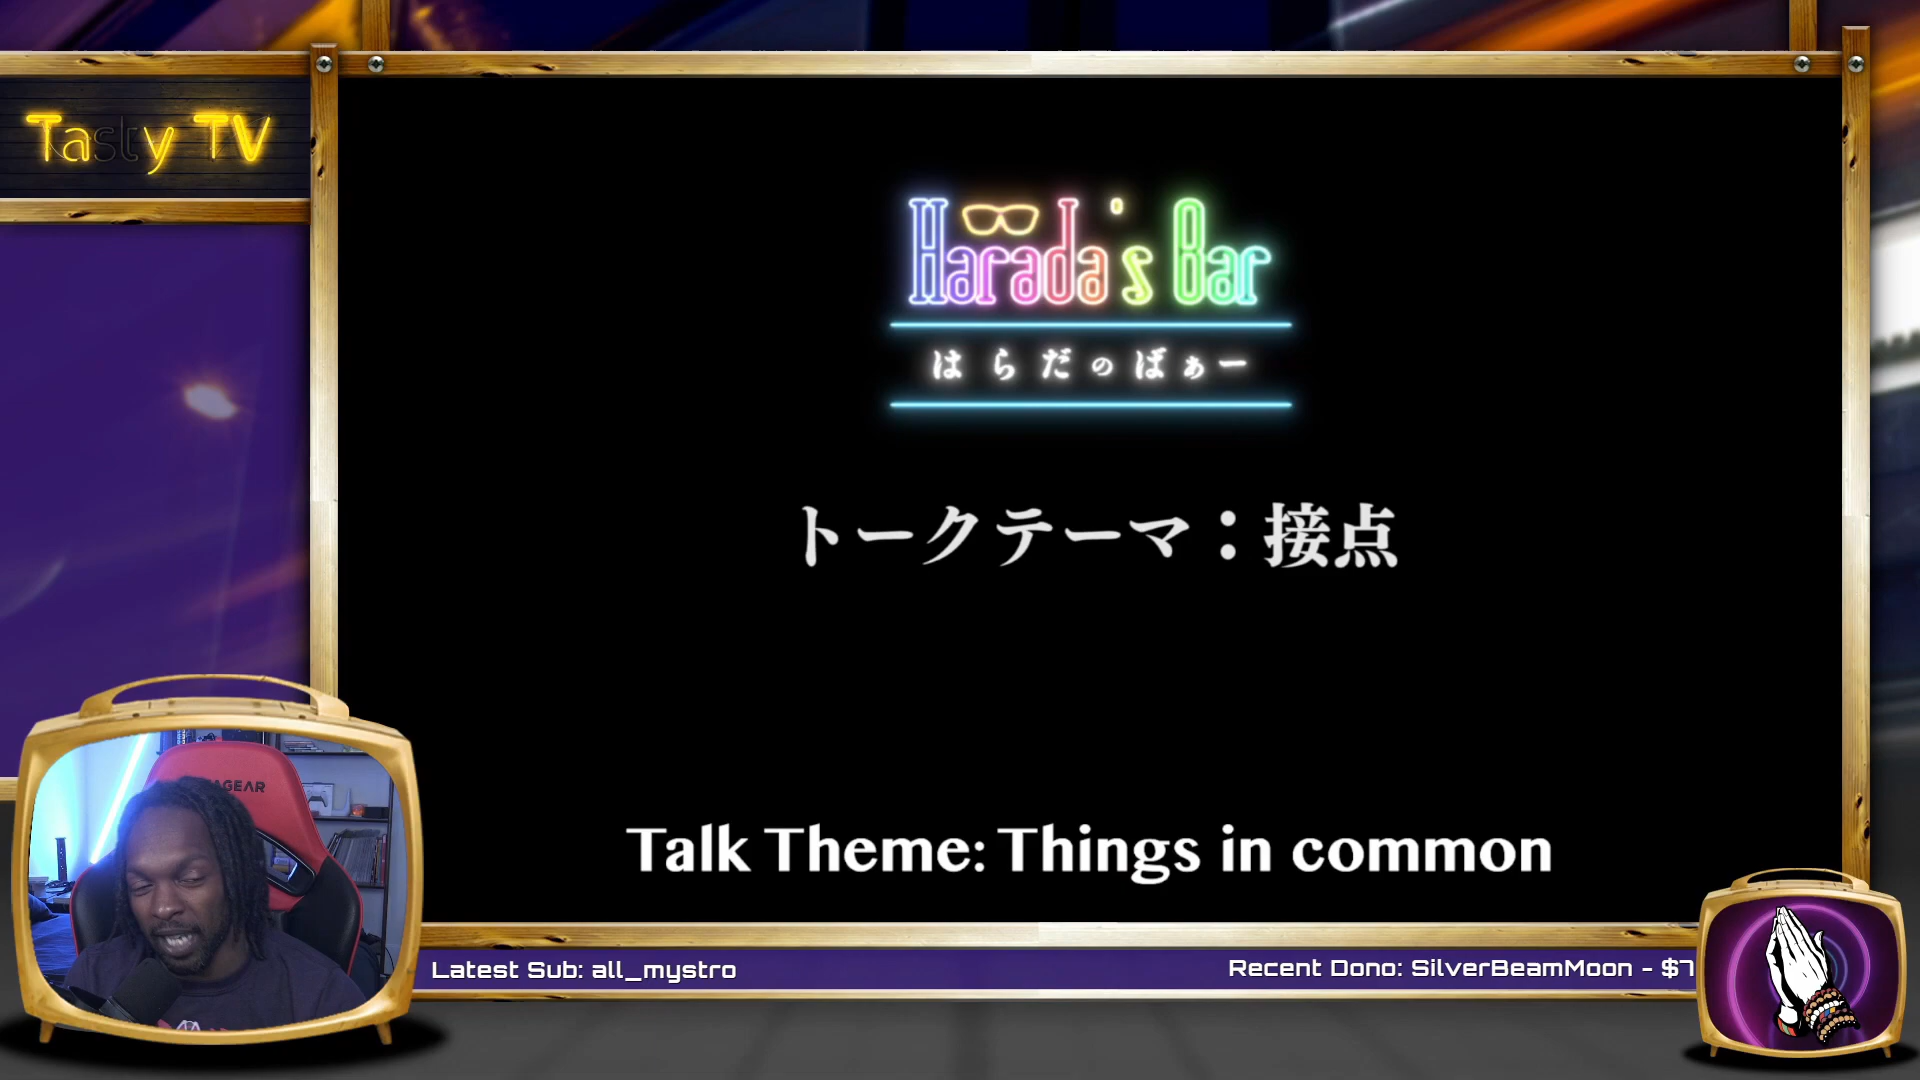 Tasty TV
Harada's Bar
はらだのばぁー
トークテーマ：接点
Talk Theme: Things in common
AGEAR
Latest Sub: all_mystro
Recent Dono: SilverBeamMoon - $7